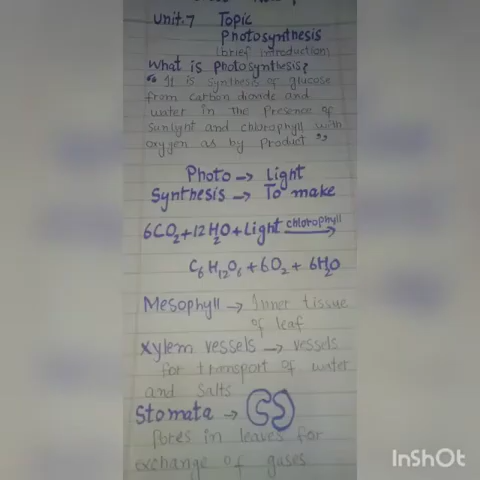 Unit.7 Topic
Photosynthesis
(brief introduction)
What is Photosynthesis?
"It is synthesis of glucose
from carbon dioxide and
water in the presence of
sunlight and chlorophyll with
oxygen as by product"
Photo → Light
Synthesis → To make
6CO₂+12H₂O+Light chlorophyll→
C₆H₁₂O₆+6O₂+6H₂O
Mesophyll → Inner tissue
of leaf
Xylem vessels → vessels
for transport of water
and salts
Stomata →
Pores in leaves for
exchange of gases
InShOt